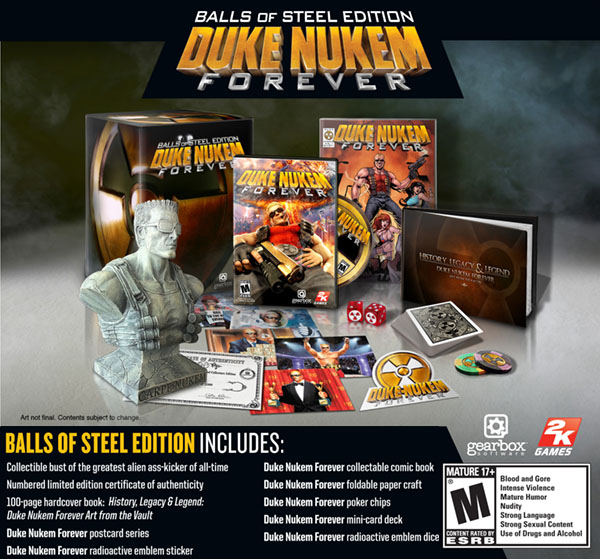 BALLS OF STEEL EDITION
DUKE NUKEM
FOREVER
BALLS OF STEEL EDITION
DUKE NUKEM
FOREVER
DUKE NUKEM
FOREVER
DUKE NUKEM
FOREVER
HISTORY, LEGACY & LEGEND
DUKE NUKEM FOREVER
gearbox
2K
GAMES
M
DUKE NUKEM
FOREVER
Art not final. Contents subject to change.
BALLS OF STEEL EDITION INCLUDES:
Collectible bust of the greatest alien ass-kicker of all-time
Numbered limited edition certificate of authenticity
100-page hardcover book: History, Legacy & Legend:
Duke Nukem Forever Art from the Vault
Duke Nukem Forever postcard series
Duke Nukem Forever radioactive emblem sticker
Duke Nukem Forever collectable comic book
Duke Nukem Forever foldable paper craft
Duke Nukem Forever poker chips
Duke Nukem Forever mini-card deck
Duke Nukem Forever radioactive emblem dice
gearbox
software
2K
GAMES
MATURE 17+
M
CONTENT RATED BY
ESRB
Blood and Gore
Intense Violence
Mature Humor
Nudity
Strong Language
Strong Sexual Content
Use of Drugs and Alcohol